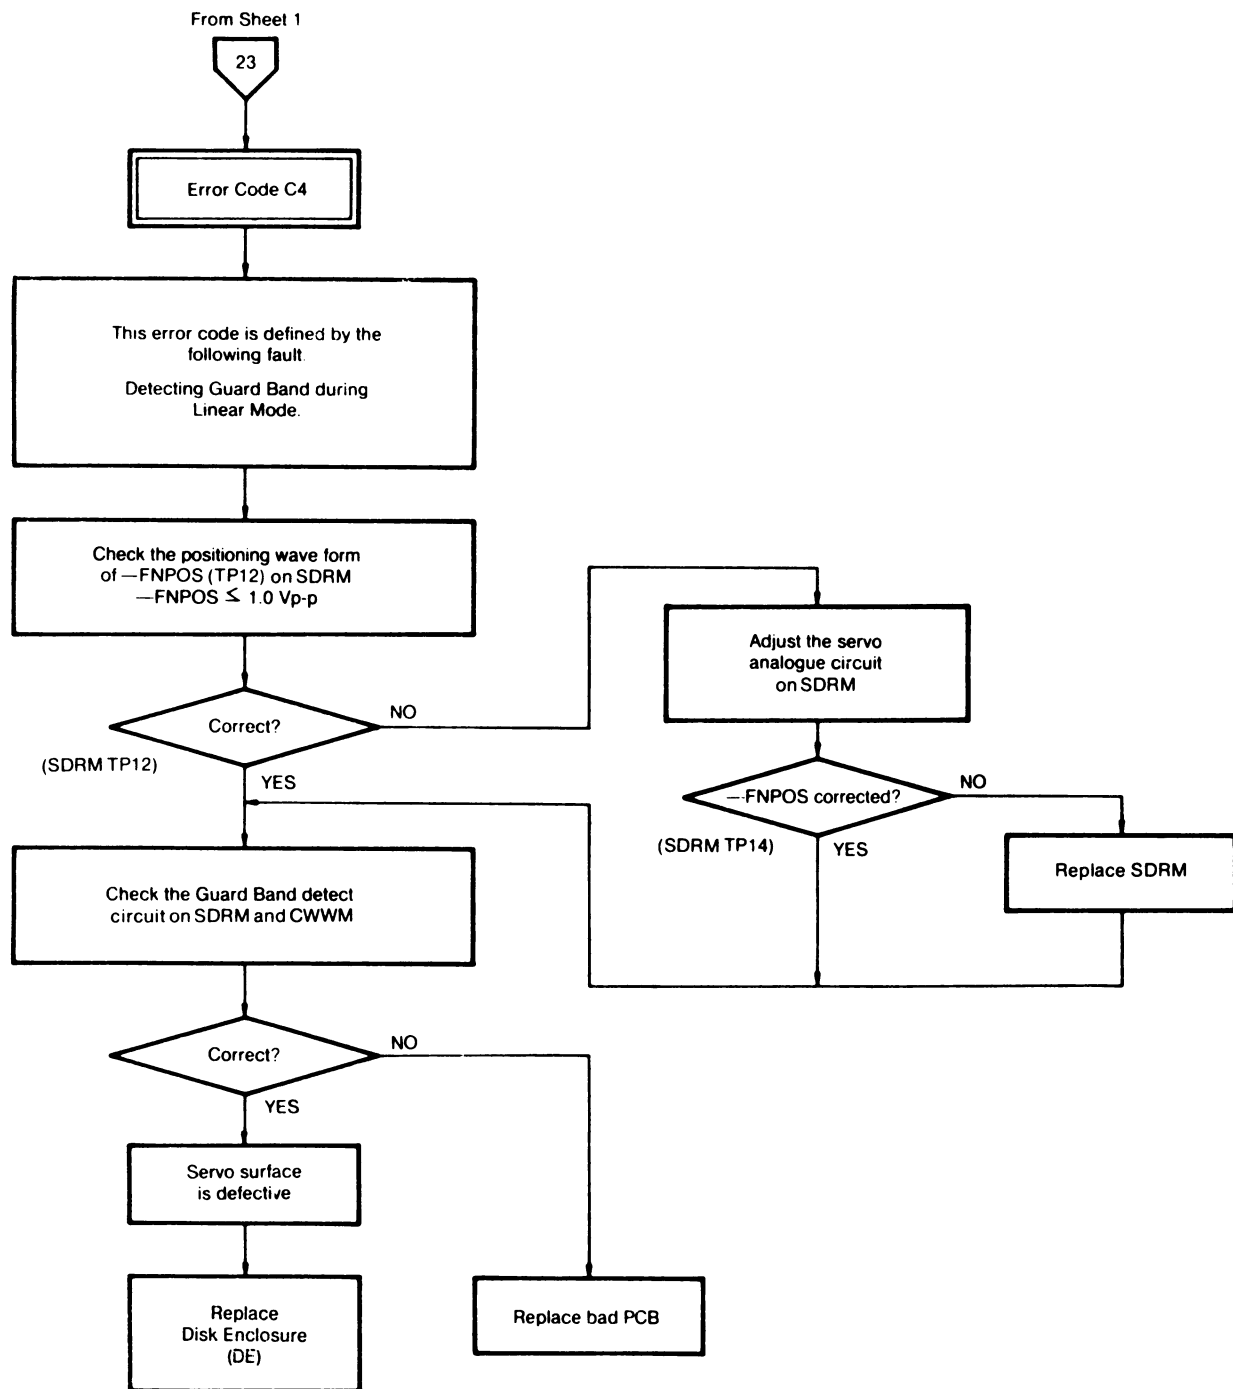 From Sheet 1
23
Error Code C4
This error code is defined by the
following fault.
Detecting Guard Band during
Linear Mode.
Check the positioning wave form
of —FNPOS (TP12) on SDRM
—FNPOS ≤ 1.0 Vp-p
Correct?
NO
(SDRM TP12)
YES
Adjust the servo
analogue circuit
on SDRM
—FNPOS corrected?
NO
(SDRM TP14)
YES
Replace SDRM
Check the Guard Band detect
circuit on SDRM and CWWM
Correct?
NO
YES
Servo surface
is defective
Replace
Disk Enclosure
(DE)
Replace bad PCB